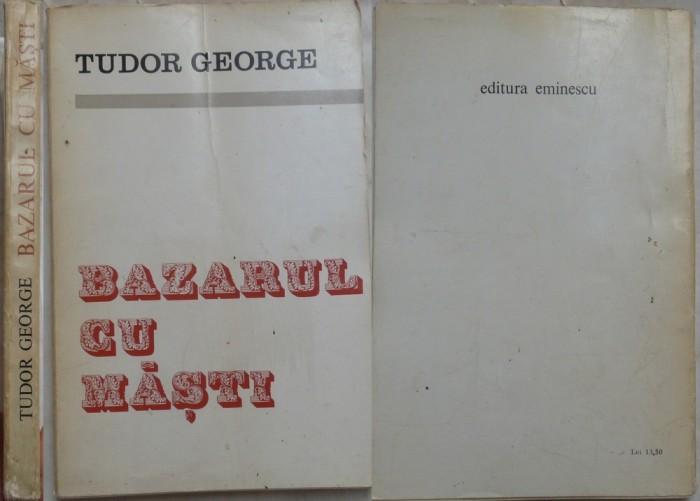 TUDOR GEORGE BAZARUL CU MĂȘTI
TUDOR GEORGE
BAZARUL
CU
MĂȘTI
editura eminescu
Lei 13,50